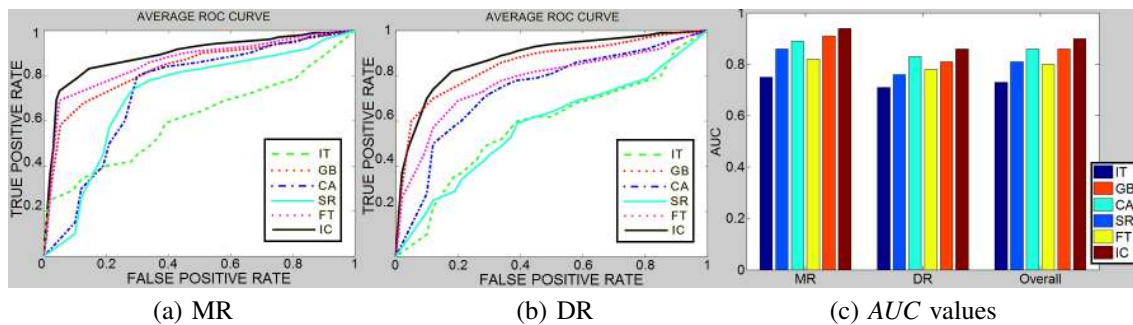 AVERAGE ROC CURVE
TRUE POSITIVE RATE
1
0.8
0.6
0.4
0.2
0
0.2
0.4
0.6
0.8
1
FALSE POSITIVE RATE
IT
GB
CA
SR
FT
IC
(a) MR
AVERAGE ROC CURVE
TRUE POSITIVE RATE
1
0.8
0.6
0.4
0.2
0
0.2
0.4
0.6
0.8
1
FALSE POSITIVE RATE
IT
GB
CA
SR
FT
IC
(b) DR
AUC
1
0.8
0.6
0.4
0.2
0
MR
DR
Overall
IT
GB
CA
SR
FT
IC
(c) AUC values